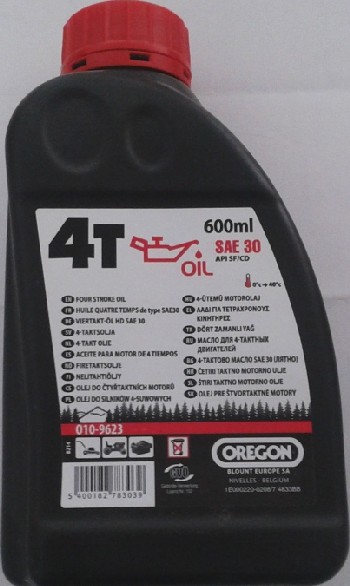 4T
OIL
600ml
SAE 30
API SF/CD
0°c → 40°c
FOUR STROKE OIL
HUILE QUATRE TEMPS de type SAE30
VIERTAKT-ÖL HD SAE 30
4-TAKTSOLJA
4-TAKT OLIE
ACEITE PARA MOTOR DE 4 TIEMPOS
FIRETAKTSOLJE
NELITAHTIÖLJY
OLEJ DO ČTYŘTAKTNÍCH MOTORŮ
OLEJ DO SILNIKÓW 4-SUWOWYCH
4-ÜTEMŰ MOTOROLAJ
ΛΑΔΙ ΓΙΑ ΤΕΤΡΑΧΡΟΝΟΥΣ
ΚΙΝΗΤΗΡΕΣ
DÖRT ZAMANLI YAĞ
МАСЛО ДЛЯ 4-ТАКТНЫХ
ДВИГАТЕЛЕЙ
4-ТАКТОВО МАСЛО SAE30 (ЛЯТНО)
ČETIRI TAKTNO MOTORNO OLJE
ŠTIRI TAKTNO MOTORNO OLJE
OLEJ PRE ŠTVORTAKTNÉ MOTORY
010-9623
5 400182 783039
OREGON
BLOUNT EUROPE SA
NIVELLES - BELGIUM